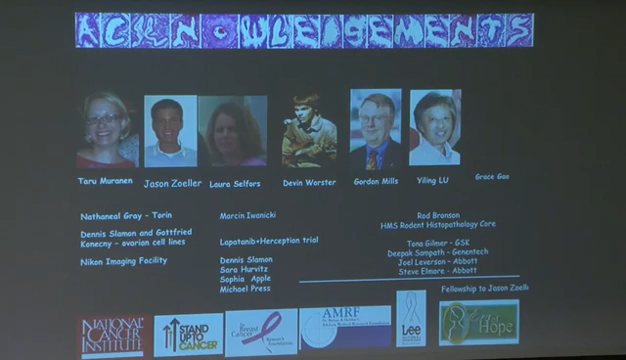 ACKNOWLEDGEMENTS
Taru Muranen
Jason Zoeller
Laura Selfors
Devin Worster
Gordon Mills
Yiling LU
Grace Gao
Nathaneal Gray - Torin
Dennis Slamon and Gottfried
Konecny - ovarian cell lines
Nikon Imaging Facility
Marcin Iwanicki
Lapatanib+Herception trial
Dennis Slamon
Sara Hurvitz
Sophia Apple
Michael Press
Rod Bronson
HMS Rodent Histopathology Core
Tona Gilmer - GSK
Deepak Sampath - Genentech
Joel Leverson - Abbott
Steve Elmore - Abbott
Fellowship to Jason Zoelle
NATIONAL
CANCER
INSTITUTE
STAND
UP TO
CANCER
The Breast
Cancer
Research
Foundation
AMRF
Lee
of Hope